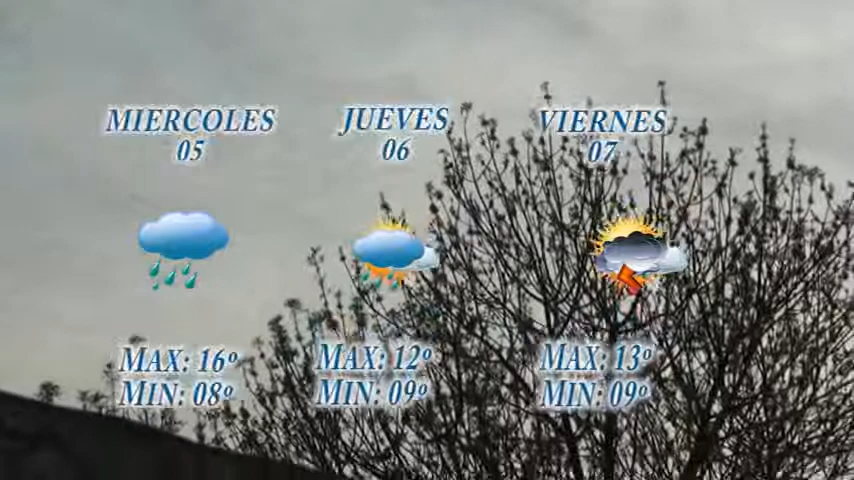 MIERCOLES
05
MAX: 16º
MIN: 08º
JUEVES
06
MAX: 12º
MIN: 09º
VIERNES
07
MAX: 13º
MIN: 09º